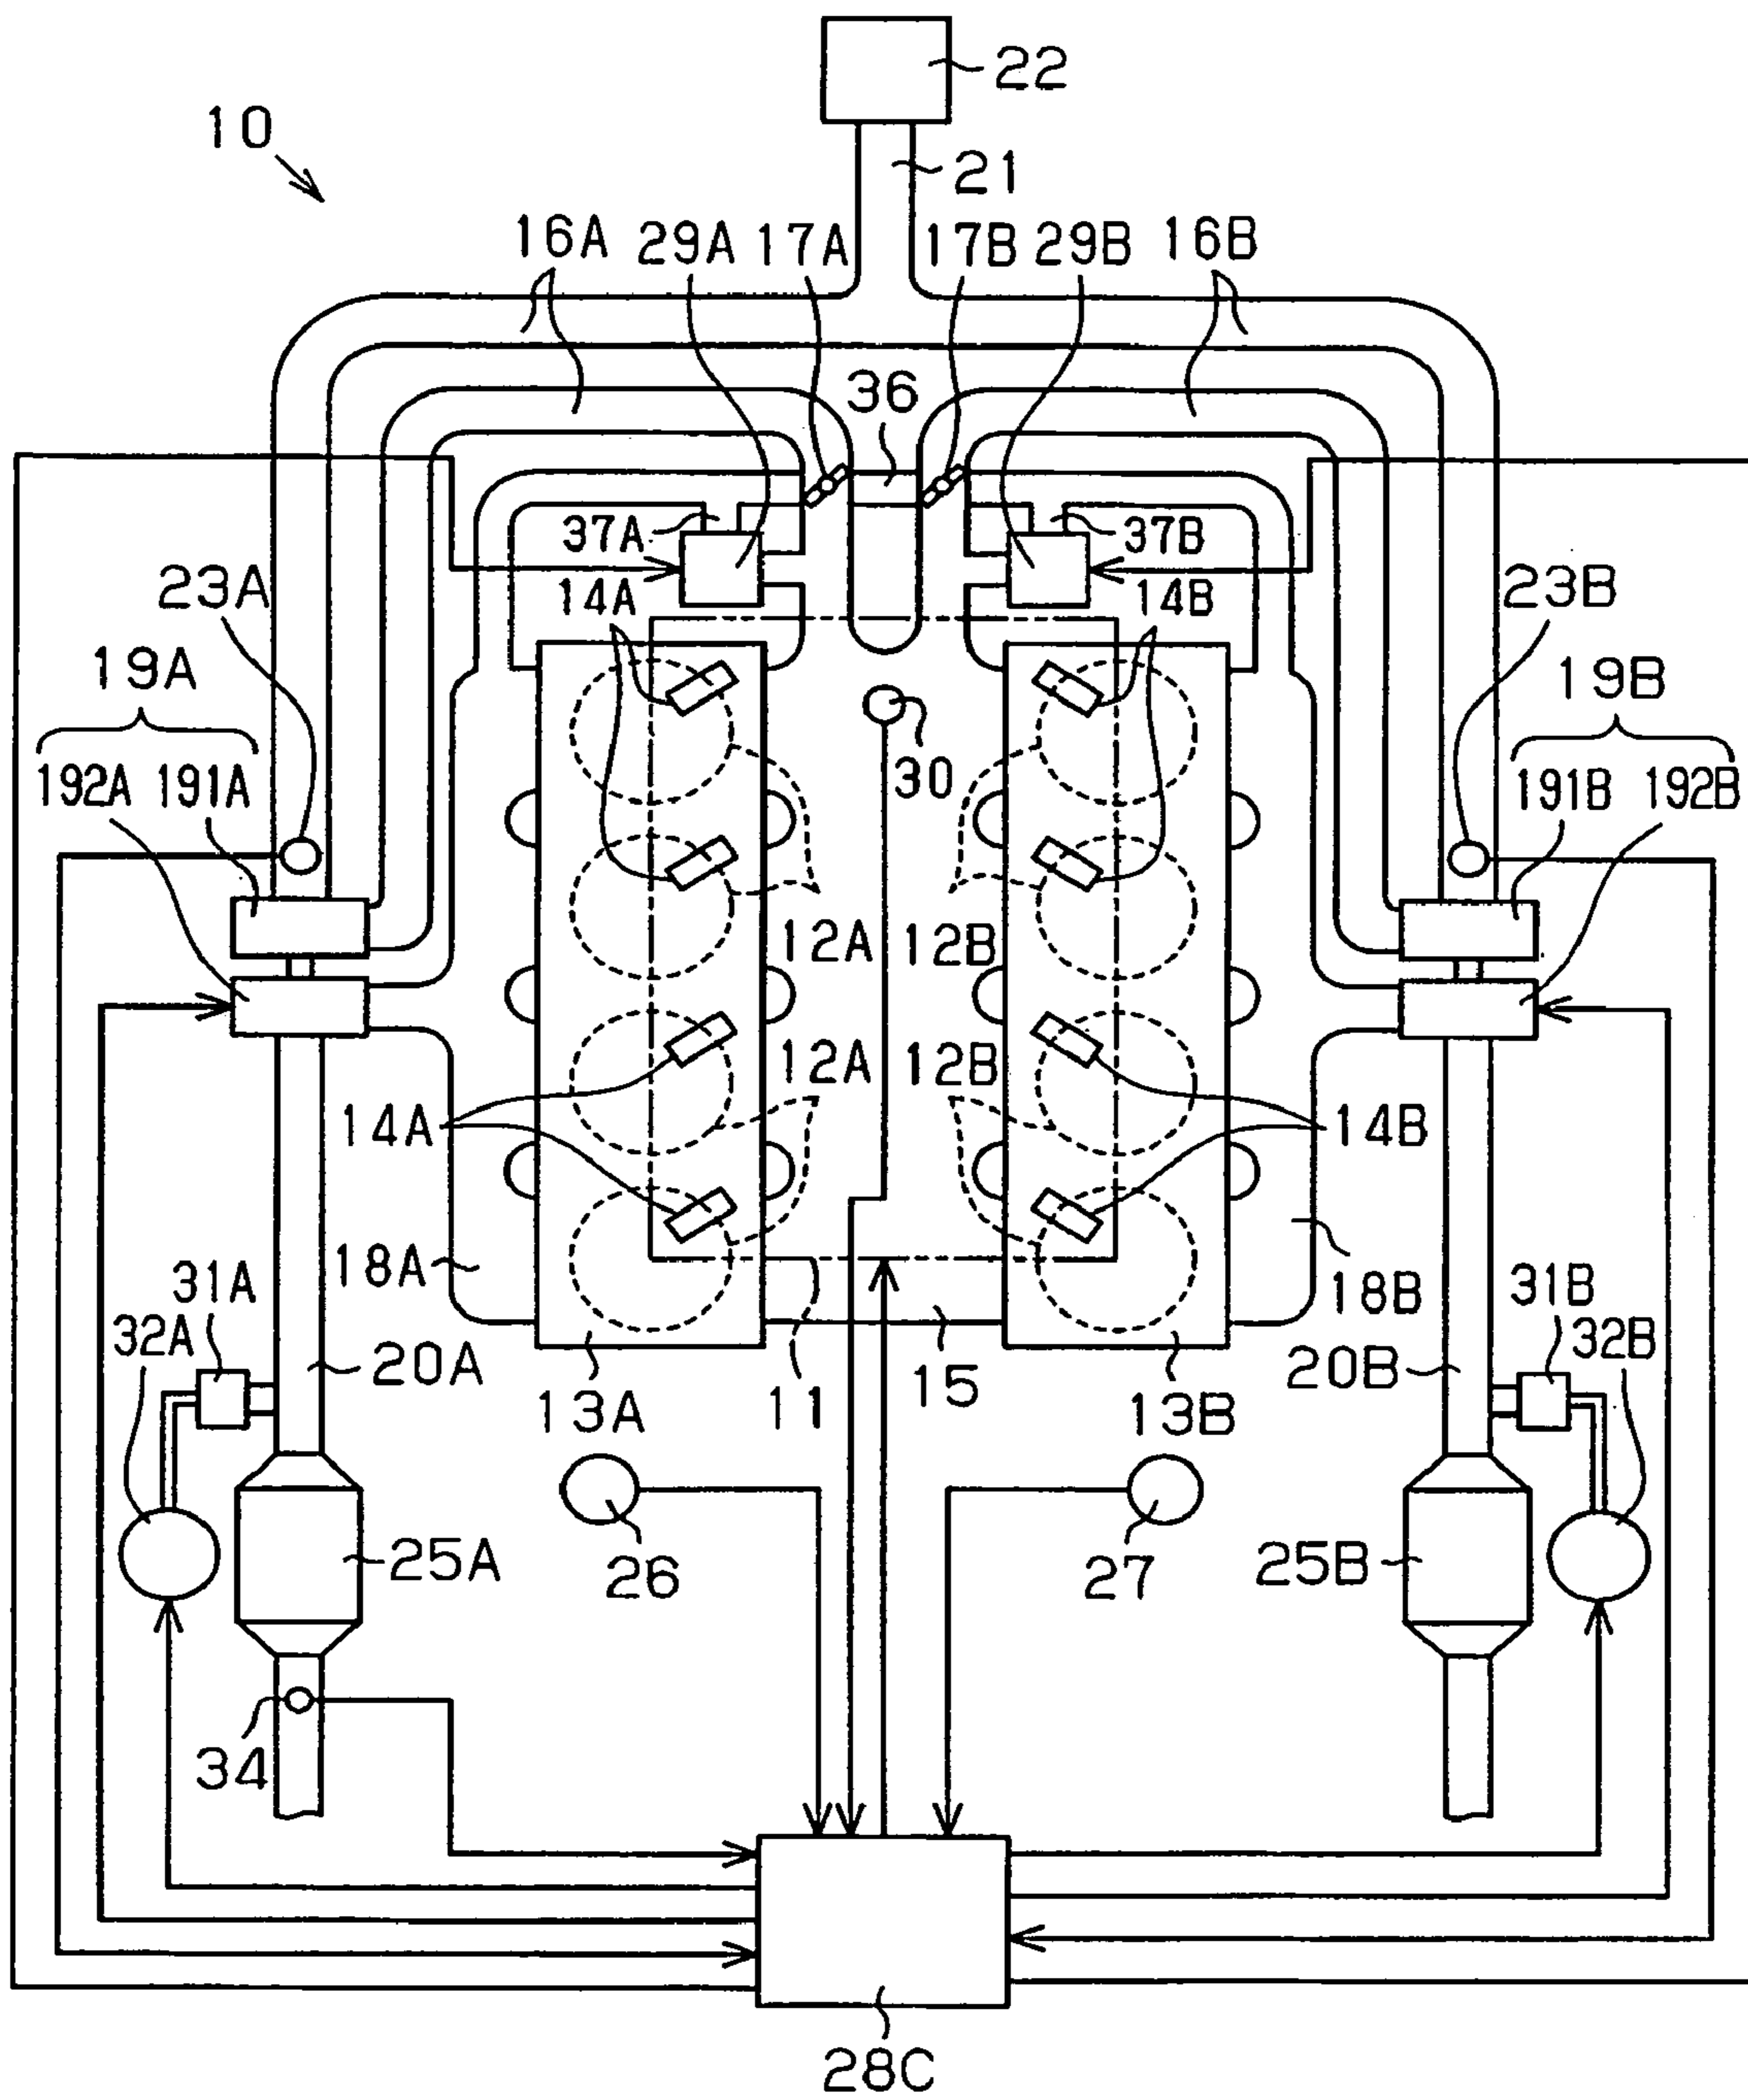 22
10
21
16A 29A 17A 17B 29B 16B
36
37A 37B
23A 14A 14B 23B
19A 19B
192A 191A 30 191B 192B
12A 12B
12A 12B
14A 14B
18A 18B
31A 31B
32A 32B
20A 20B
13A 11 15 13B
25A 26 27 25B
34
28C